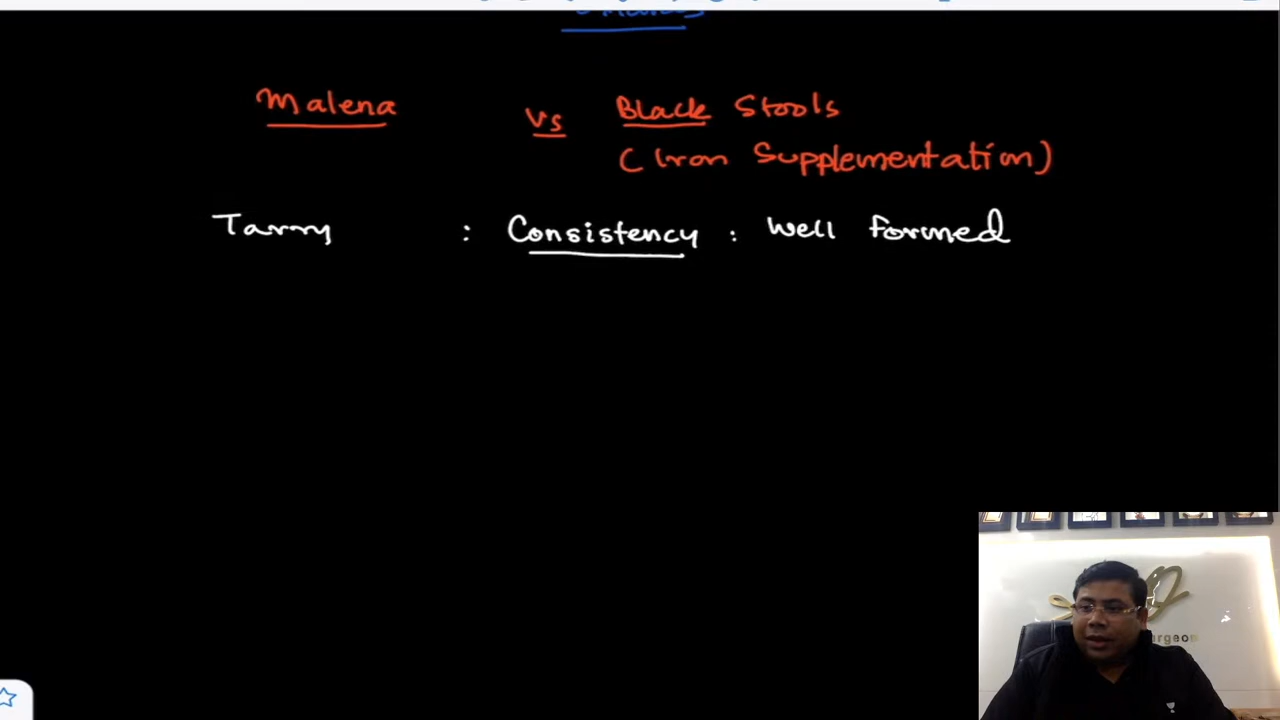 Malena Vs Black Stools
(Iron Supplementation)
Tarry : Consistency : Well formed